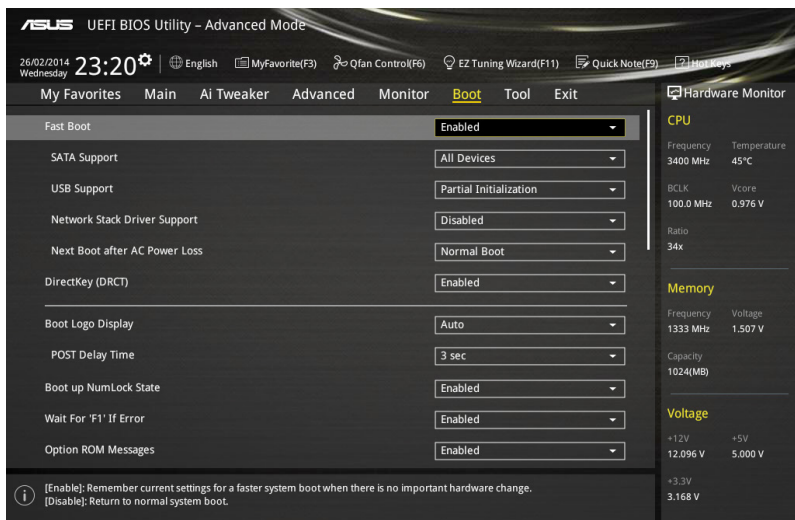 ASUS UEFI BIOS Utility – Advanced Mode
26/02/2014
Wednesday
23:20
English
MyFavorite(F3)
Qfan Control(F6)
EZ Tuning Wizard(F11)
Quick Note(F9)
? Hot Keys
My Favorites Main Ai Tweaker Advanced Monitor Boot Tool Exit
Fast Boot Enabled
SATA Support All Devices
USB Support Partial Initialization
Network Stack Driver Support Disabled
Next Boot after AC Power Loss Normal Boot
DirectKey (DRCT) Enabled
Boot Logo Display Auto
POST Delay Time 3 sec
Boot up NumLock State Enabled
Wait For 'F1' If Error Enabled
Option ROM Messages Enabled
[Enable]: Remember current settings for a faster system boot when there is no important hardware change.
[Disable]: Return to normal system boot.
Hardware Monitor
CPU
Frequency Temperature
3400 MHz 45°C
BCLK Vcore
100.0 MHz 0.976 V
Ratio
34x
Memory
Frequency Voltage
1333 MHz 1.507 V
Capacity
1024(MB)
Voltage
+12V +5V
12.096 V 5.000 V
+3.3V
3.168 V